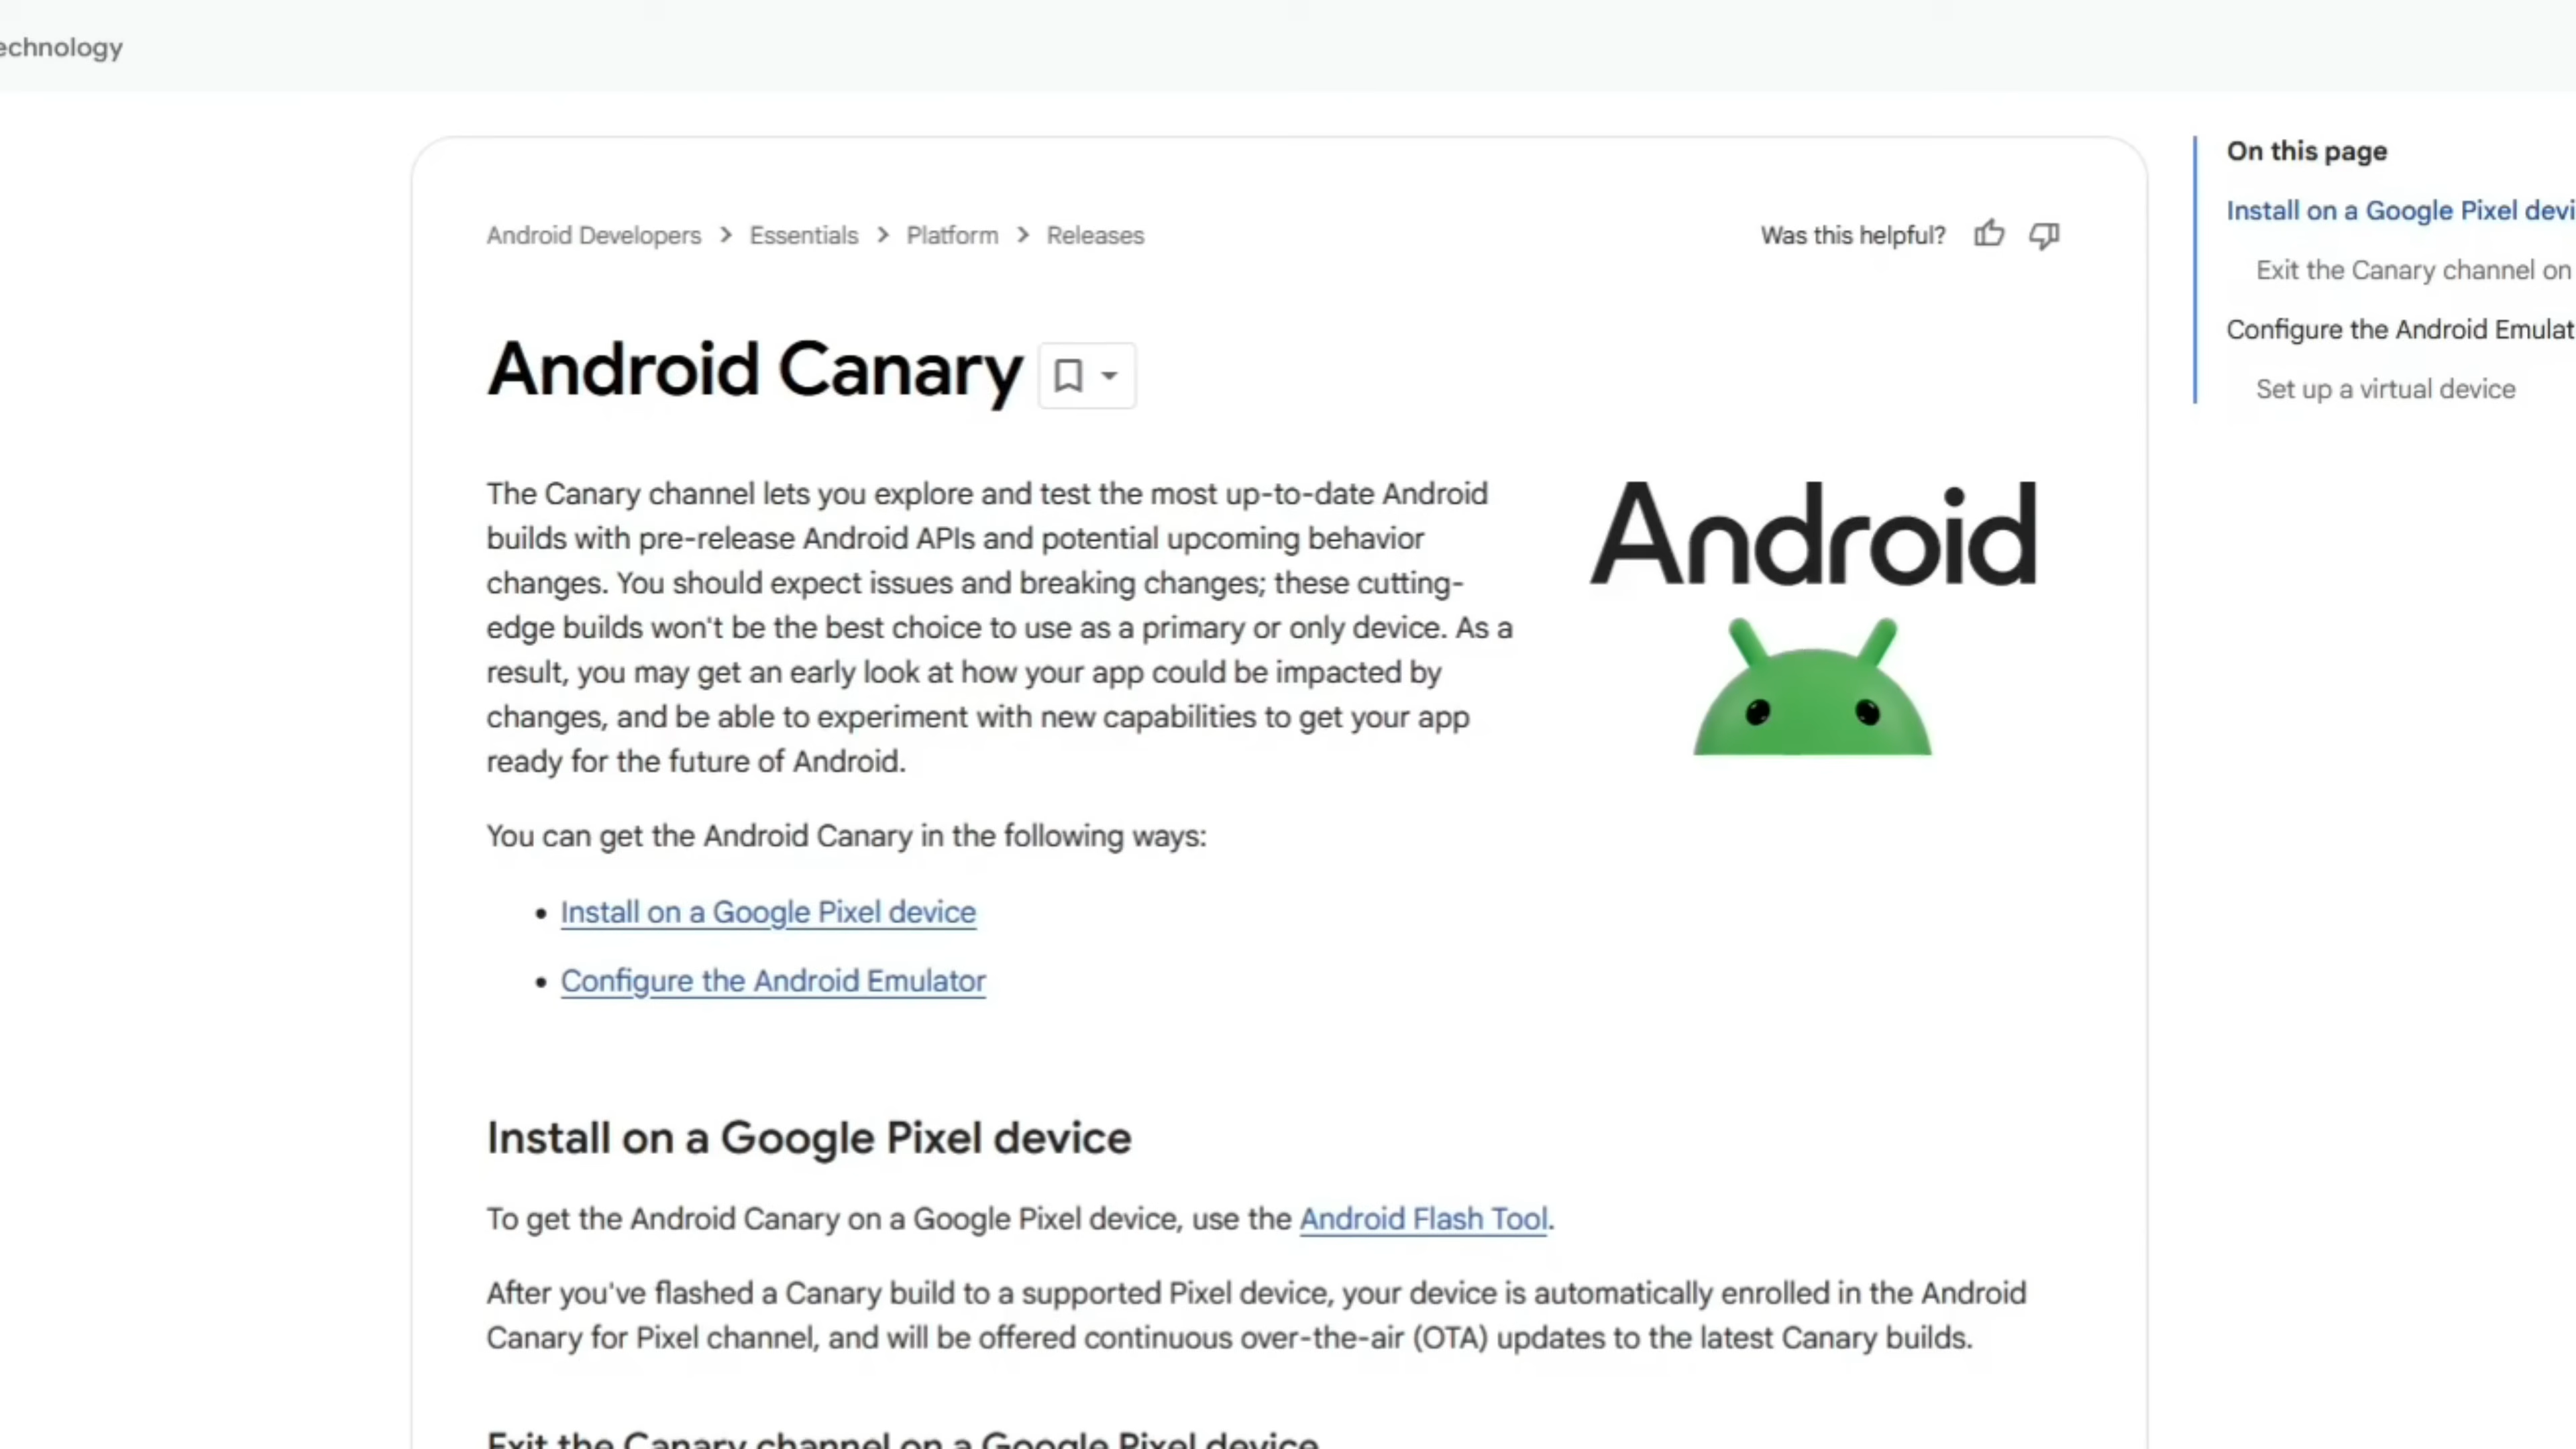 echnology
Android Developers > Essentials > Platform > Releases
Was this helpful?
Android Canary
The Canary channel lets you explore and test the most up-to-date Android
builds with pre-release Android APIs and potential upcoming behavior
changes. You should expect issues and breaking changes; these cutting-
edge builds won't be the best choice to use as a primary or only device. As a
result, you may get an early look at how your app could be impacted by
changes, and be able to experiment with new capabilities to get your app
ready for the future of Android.
Android
You can get the Android Canary in the following ways:
• Install on a Google Pixel device
• Configure the Android Emulator
Install on a Google Pixel device
To get the Android Canary on a Google Pixel device, use the Android Flash Tool.
After you've flashed a Canary build to a supported Pixel device, your device is automatically enrolled in the Android
Canary for Pixel channel, and will be offered continuous over-the-air (OTA) updates to the latest Canary builds.
Exit the Canary channel on a Google Pixel device
On this page
Install on a Google Pixel devi
Exit the Canary channel on
Configure the Android Emulat
Set up a virtual device